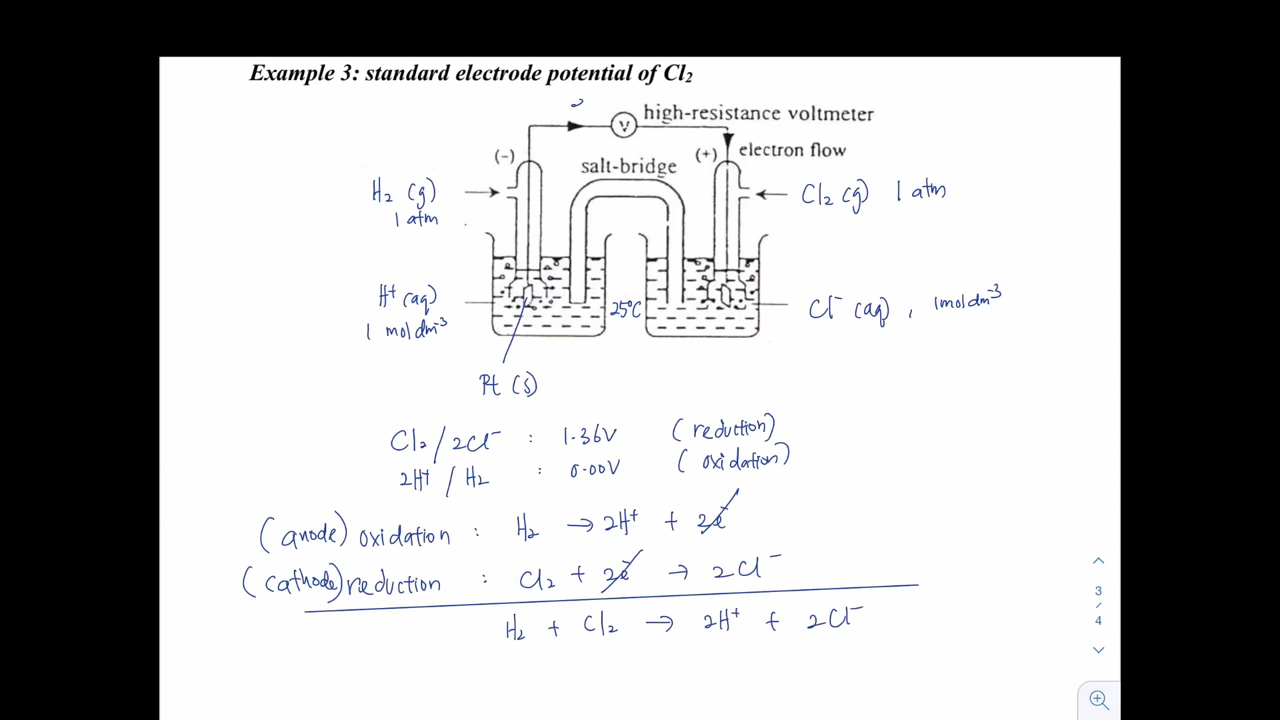 Example 3: standard electrode potential of Cl₂
high-resistance voltmeter
V
(-)
salt-bridge
(+)
electron flow
H₂ (g)
1 atm
Cl₂ (g) 1 atm
H⁺ (aq)
1 mol dm⁻³
25°C
Cl⁻ (aq) , 1 mol dm⁻³
Pt (s)
Cl₂ / 2Cl⁻ : 1.36V (reduction)
2H⁺ / H₂ : 0.00V (oxidation)
(anode) oxidation : H₂ → 2H⁺ + 2e⁻
(cathode) reduction : Cl₂ + 2e⁻ → 2Cl⁻
H₂ + Cl₂ → 2H⁺ + 2Cl⁻
3
/
4